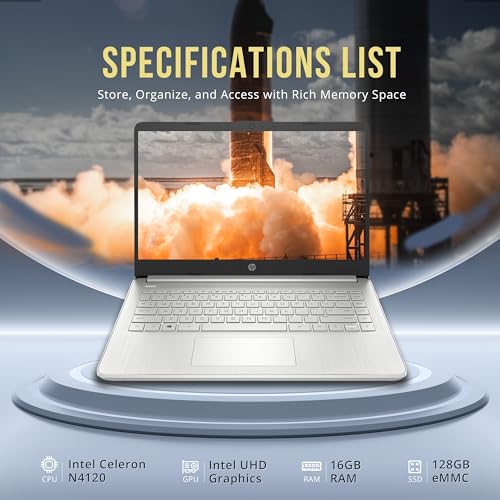 SPECIFICATIONS LIST
Store, Organize, and Access with Rich Memory Space
hp
CPU
Intel Celeron
N4120
GPU
Intel UHD
Graphics
RAM
16GB
RAM
SSD
128GB
eMMC